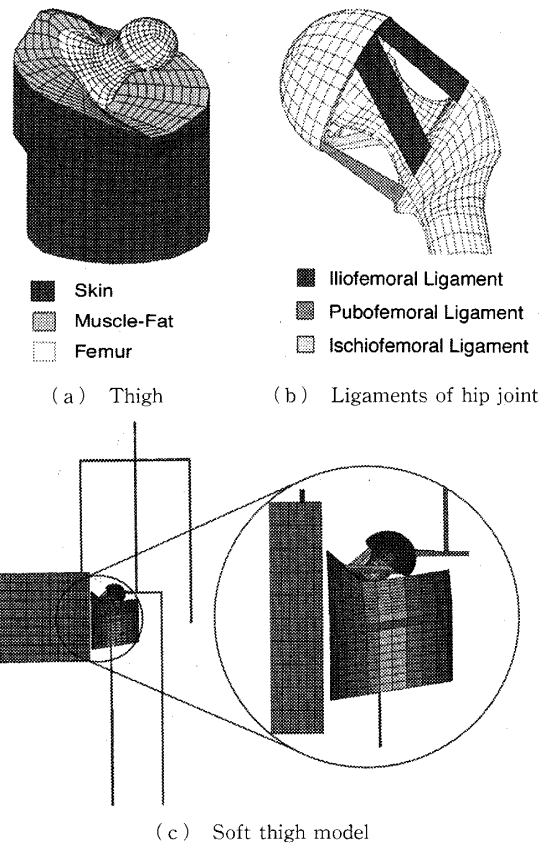 Skin
Muscle-Fat
Femur
Iliofemoral Ligament
Pubofemoral Ligament
Ischiofemoral Ligament
(a) Thigh
(b) Ligaments of hip joint
(c) Soft thigh model